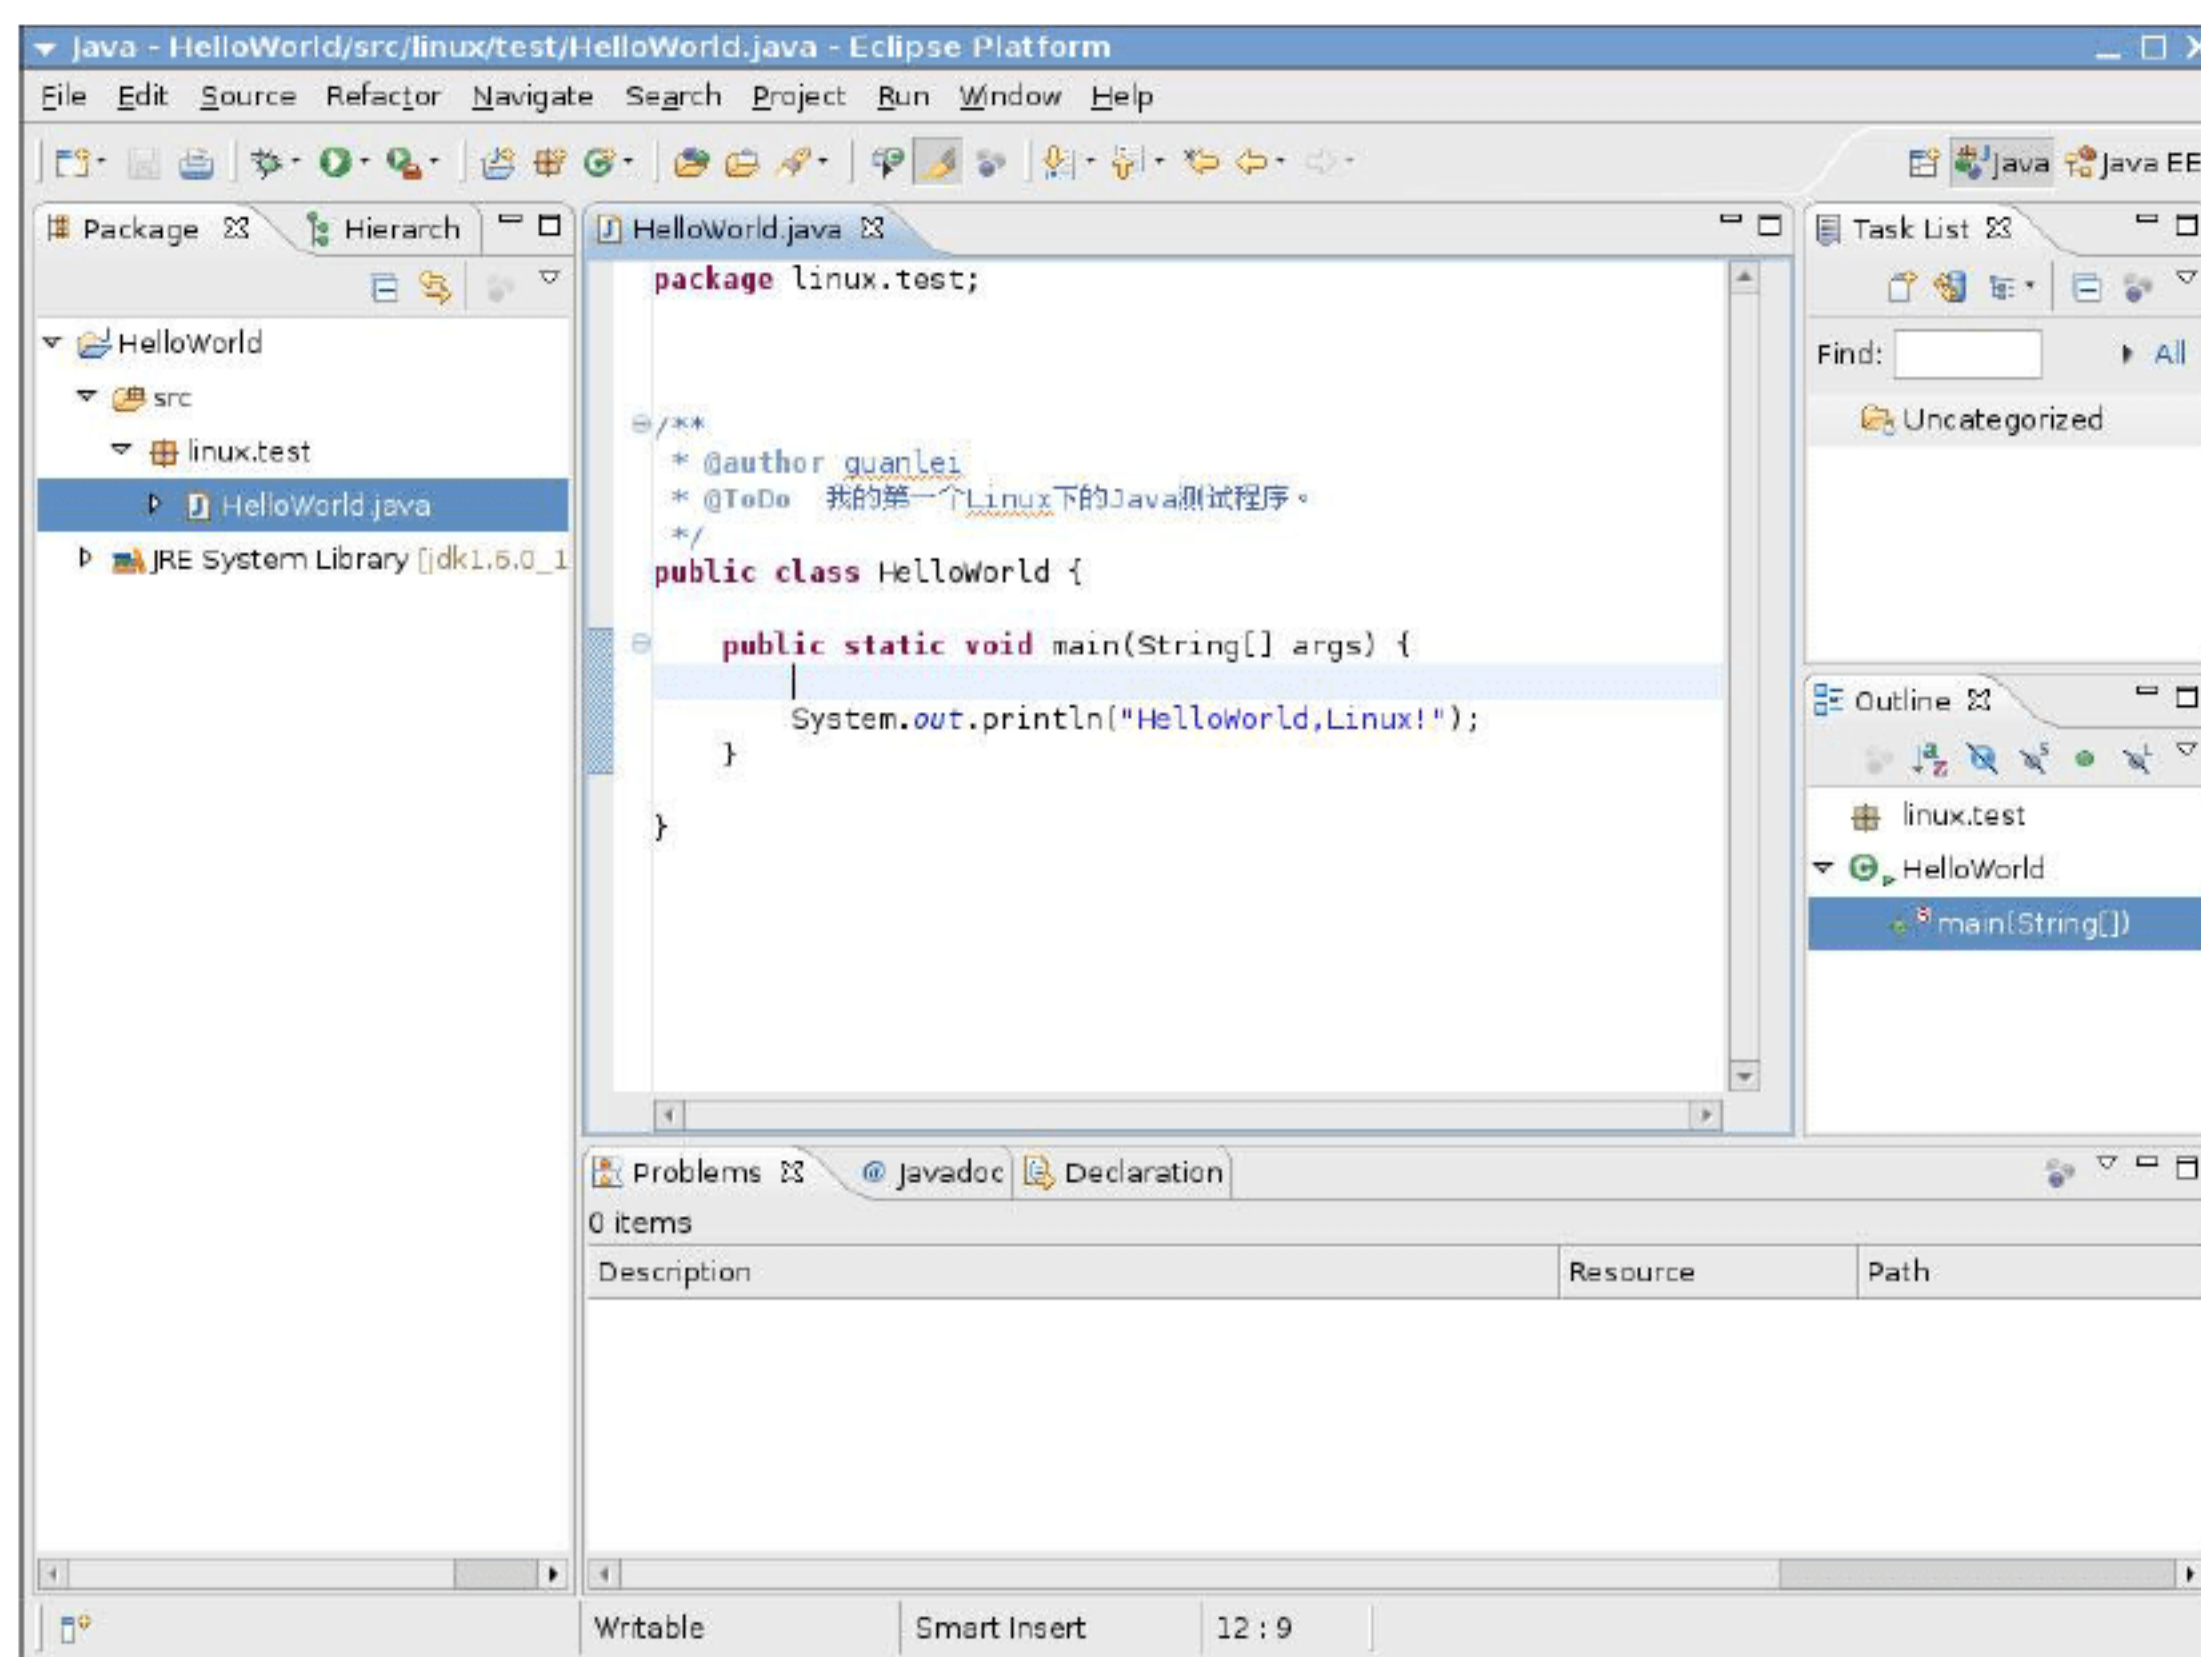 Java - HelloWorld/src/linux/test/HelloWorld.java - Eclipse Platform
File Edit Source Refactor Navigate Search Project Run Window Help
Java Java EE
Package Hierarch
HelloWorld
src
linux.test
HelloWorld.java
JRE System Library [jdk1.6.0_1
HelloWorld.java
package linux.test;
/**
* @author guanlei
* @ToDo 我的第一个Linux下的Java测试程序。
*/
public class HelloWorld {
public static void main(String[] args) {
System.out.println("HelloWorld,Linux!");
}
}
Task List
Find: All
Uncategorized
Outline
linux.test
HelloWorld
main(String[])
Problems Javadoc Declaration
0 items
Description Resource Path
Writable Smart Insert 12 : 9